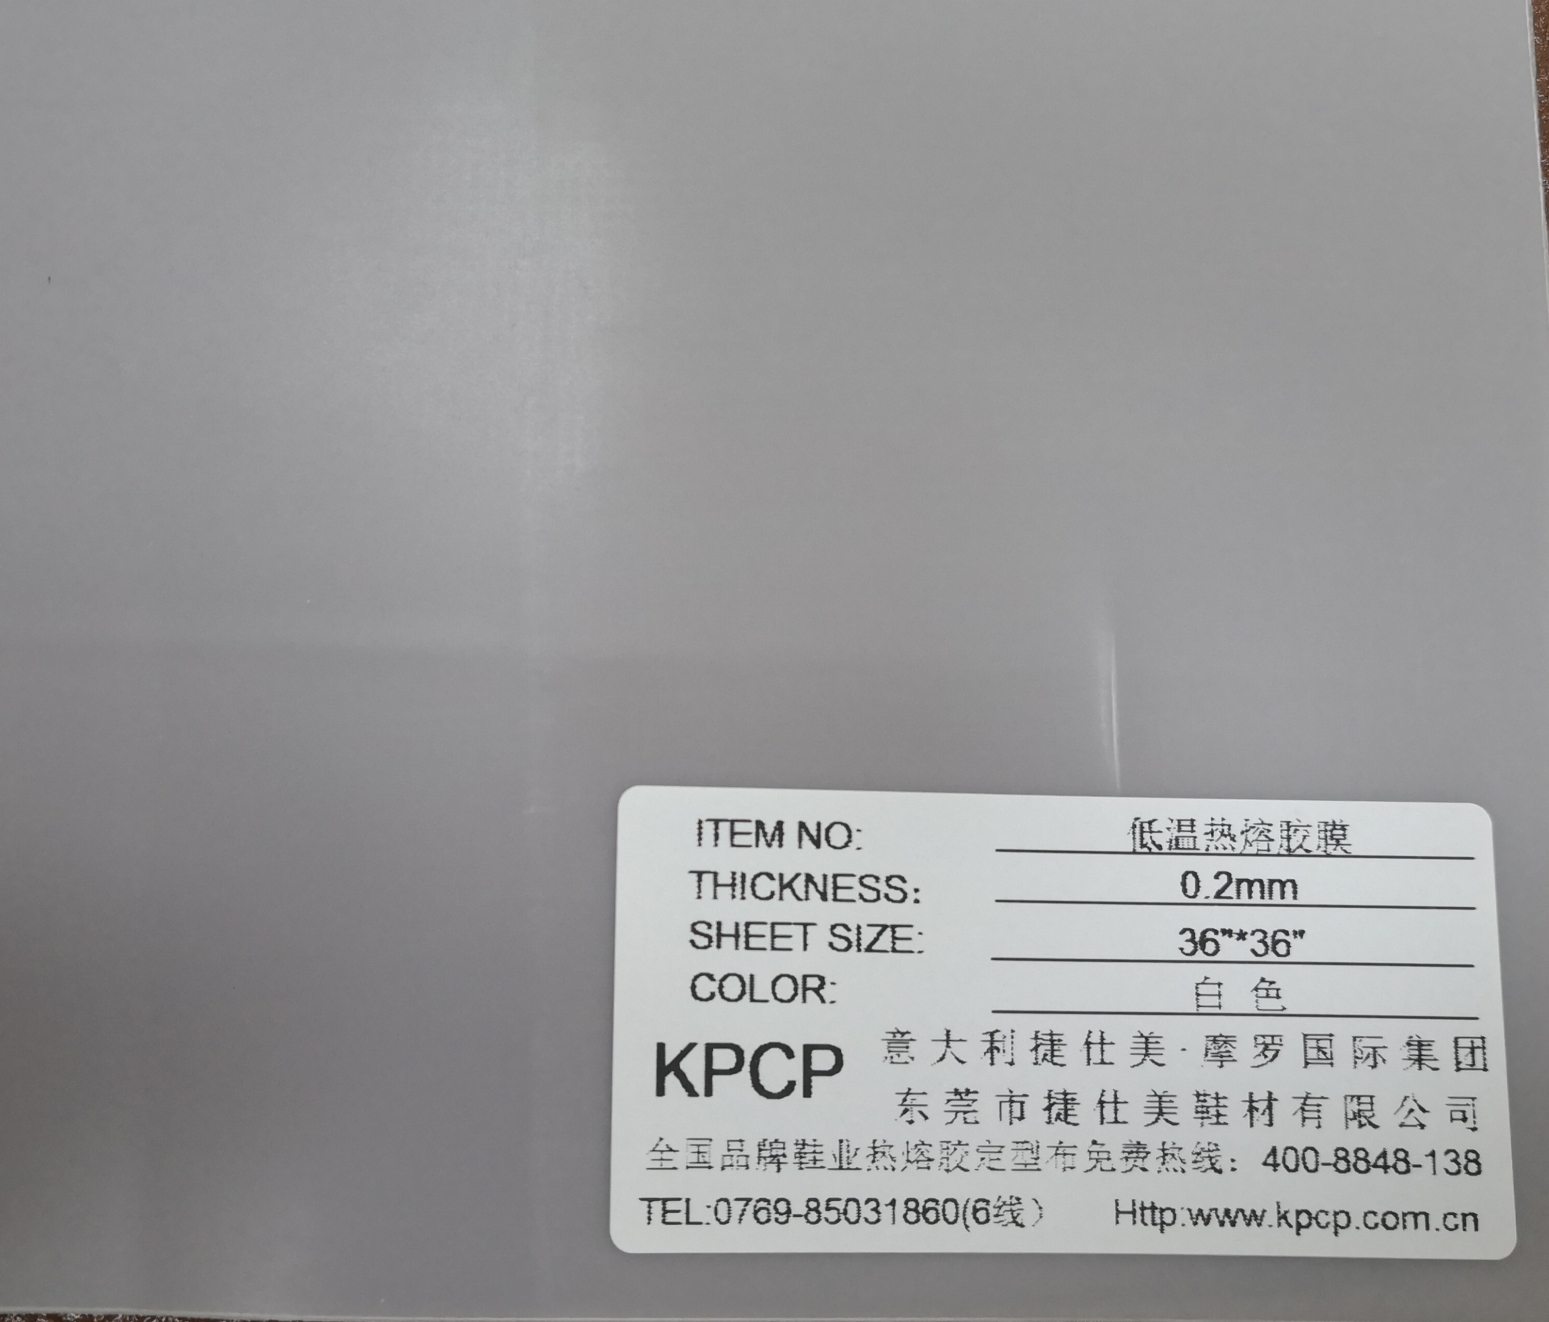 ITEM NO: 低温热熔胶膜
THICKNESS: 0.2mm
SHEET SIZE: 36"*36"
COLOR: 白 色
KPCP 意大利捷仕美·摩罗国际集团
东莞市捷仕美鞋材有限公司
全国品牌鞋业热熔胶定型布免费热线：400-8848-138
TEL:0769-85031860(6线） Http:www.kpcp.com.cn